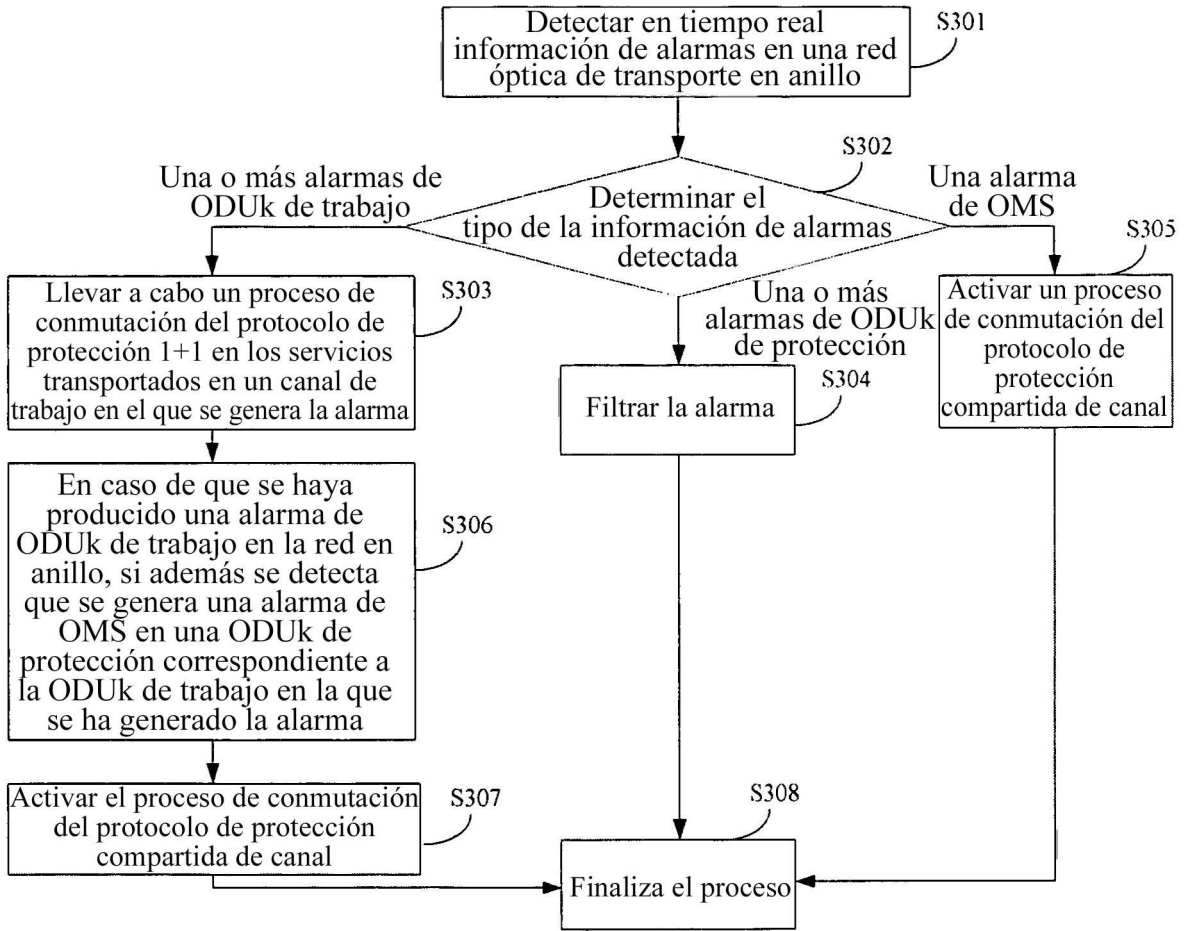 Detectar en tiempo real
información de alarmas en una red
óptica de transporte en anillo
S301
S302
Determinar el
tipo de la información de alarmas
detectada
Una o más alarmas de
ODUk de trabajo
Una alarma
de OMS
S303
Llevar a cabo un proceso de
conmutación del protocolo de
protección 1+1 en los servicios
transportados en un canal de
trabajo en el que se genera la alarma
Una o más
alarmas de ODUk
de protección
S304
Filtrar la alarma
S305
Activar un proceso
de conmutación del
protocolo de
protección
compartida de canal
S306
En caso de que se haya
producido una alarma de
ODUk de trabajo en la red en
anillo, si además se detecta
que se genera una alarma de
OMS en una ODUk de
protección correspondiente a
la ODUk de trabajo en la que
se ha generado la alarma
S307
Activar el proceso de conmutación
del protocolo de protección
compartida de canal
S308
Finaliza el proceso